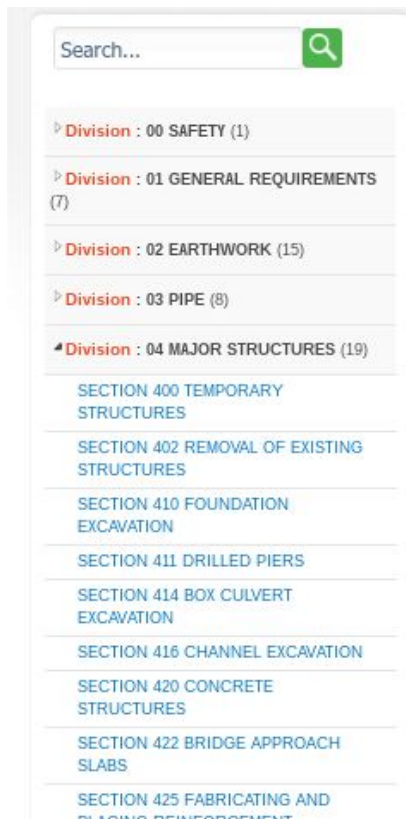 Search...
Division : 00 SAFETY (1)
Division : 01 GENERAL REQUIREMENTS
(7)
Division : 02 EARTHWORK (15)
Division : 03 PIPE (8)
Division : 04 MAJOR STRUCTURES (19)
SECTION 400 TEMPORARY
STRUCTURES
SECTION 402 REMOVAL OF EXISTING
STRUCTURES
SECTION 410 FOUNDATION
EXCAVATION
SECTION 411 DRILLED PIERS
SECTION 414 BOX CULVERT
EXCAVATION
SECTION 416 CHANNEL EXCAVATION
SECTION 420 CONCRETE
STRUCTURES
SECTION 422 BRIDGE APPROACH
SLABS
SECTION 425 FABRICATING AND
PLACING REINFORCEMENT